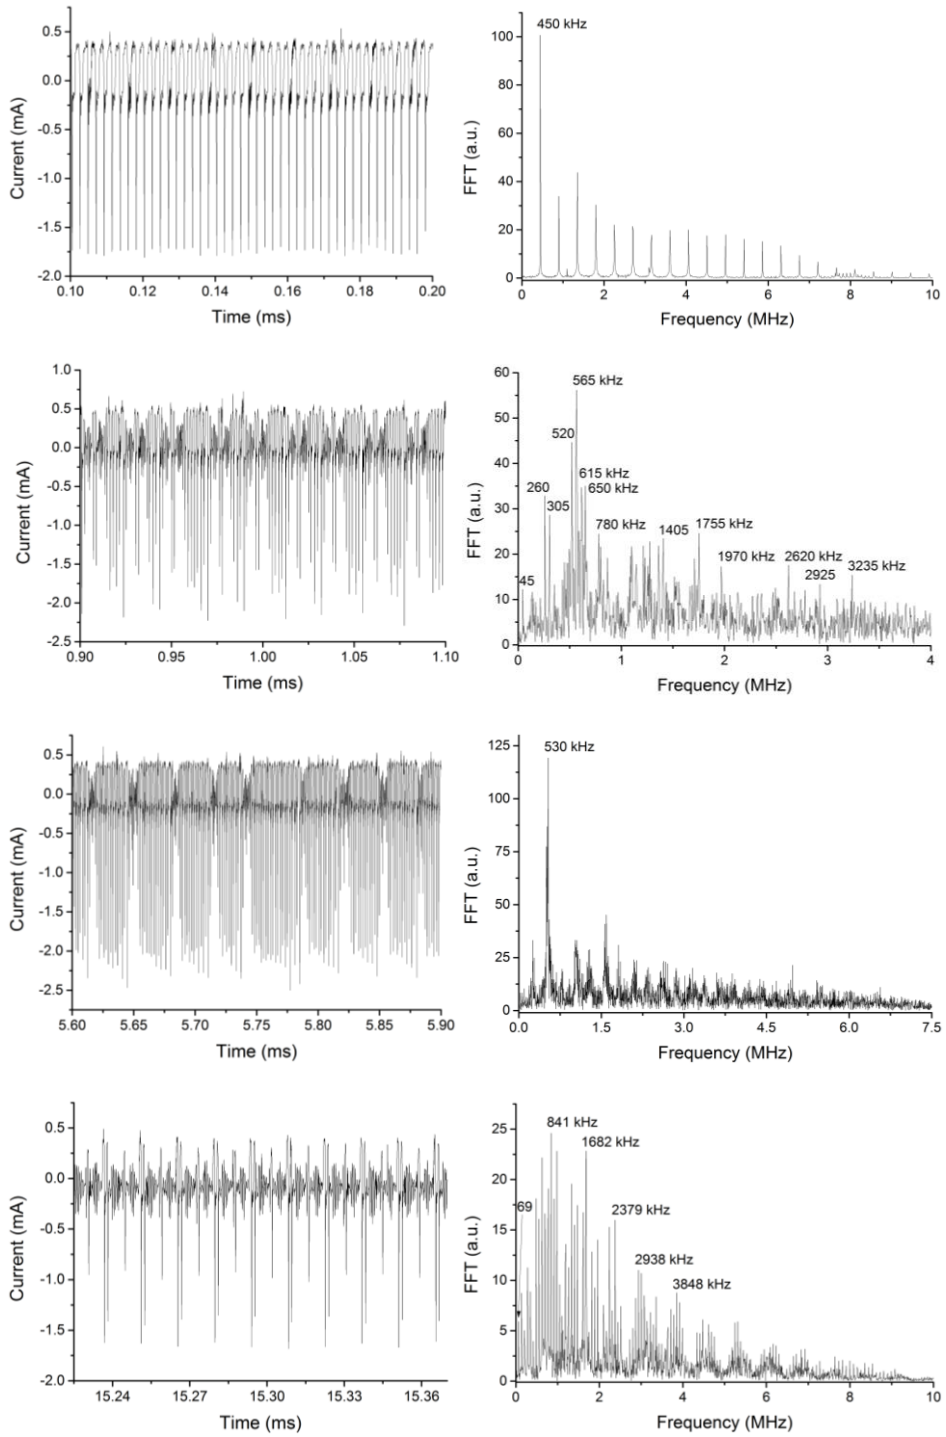 0.5
0.0
-0.5
-1.0
-1.5
-2.0
Current (mA)
0.10 0.12 0.14 0.16 0.18 0.20
Time (ms)
450 kHz
100
80
60
40
20
0
FFT (a.u.)
0 2 4 6 8 10
Frequency (MHz)
1.0
0.5
0.0
-0.5
-1.0
-1.5
-2.0
-2.5
Current (mA)
0.90 0.95 1.00 1.05 1.10
Time (ms)
60
50
40
30
20
10
0
FFT (a.u.)
565 kHz
520
615 kHz
260
650 kHz
305
780 kHz
1405
1755 kHz
1970 kHz
2620 kHz
2925
3235 kHz
45
0 1 2 3 4
Frequency (MHz)
0.5
0.0
-0.5
-1.0
-1.5
-2.0
-2.5
Current (mA)
5.60 5.65 5.70 5.75 5.80 5.85 5.90
Time (ms)
125
100
75
50
25
0
FFT (a.u.)
530 kHz
0.0 1.5 3.0 4.5 6.0 7.5
Frequency (MHz)
0.5
0.0
-0.5
-1.0
-1.5
-2.0
Current (mA)
15.24 15.27 15.30 15.33 15.36
Time (ms)
25
20
15
10
5
0
FFT (a.u.)
841 kHz
1682 kHz
69
2379 kHz
2938 kHz
3848 kHz
0 2 4 6 8 10
Frequency (MHz)